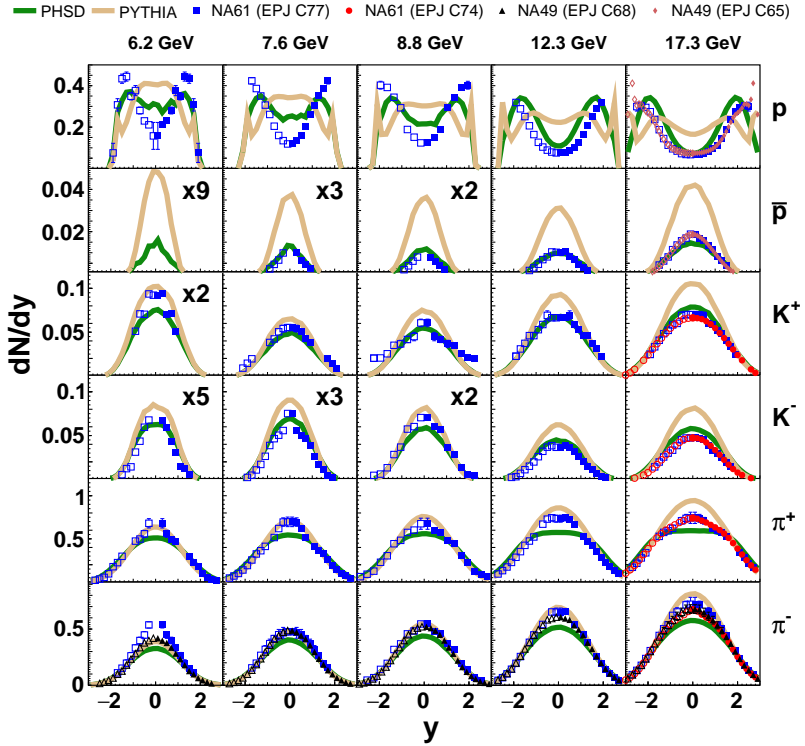 PHSD PYTHIA NA61 (EPJ C77) NA61 (EPJ C74) NA49 (EPJ C68) NA49 (EPJ C65)
6.2 GeV 7.6 GeV 8.8 GeV 12.3 GeV 17.3 GeV
0.4
0.2
p
0.04
0.02
x9 x3 x2
p̅
0.1
0.05
x2 x2
K⁺
0.1
0.05
x5 x3 x2
K⁻
1
0.5
π⁺
0.5
0
π⁻
dN/dy
−2 0 2 −2 0 2 −2 0 2 −2 0 2 −2 0 2
y